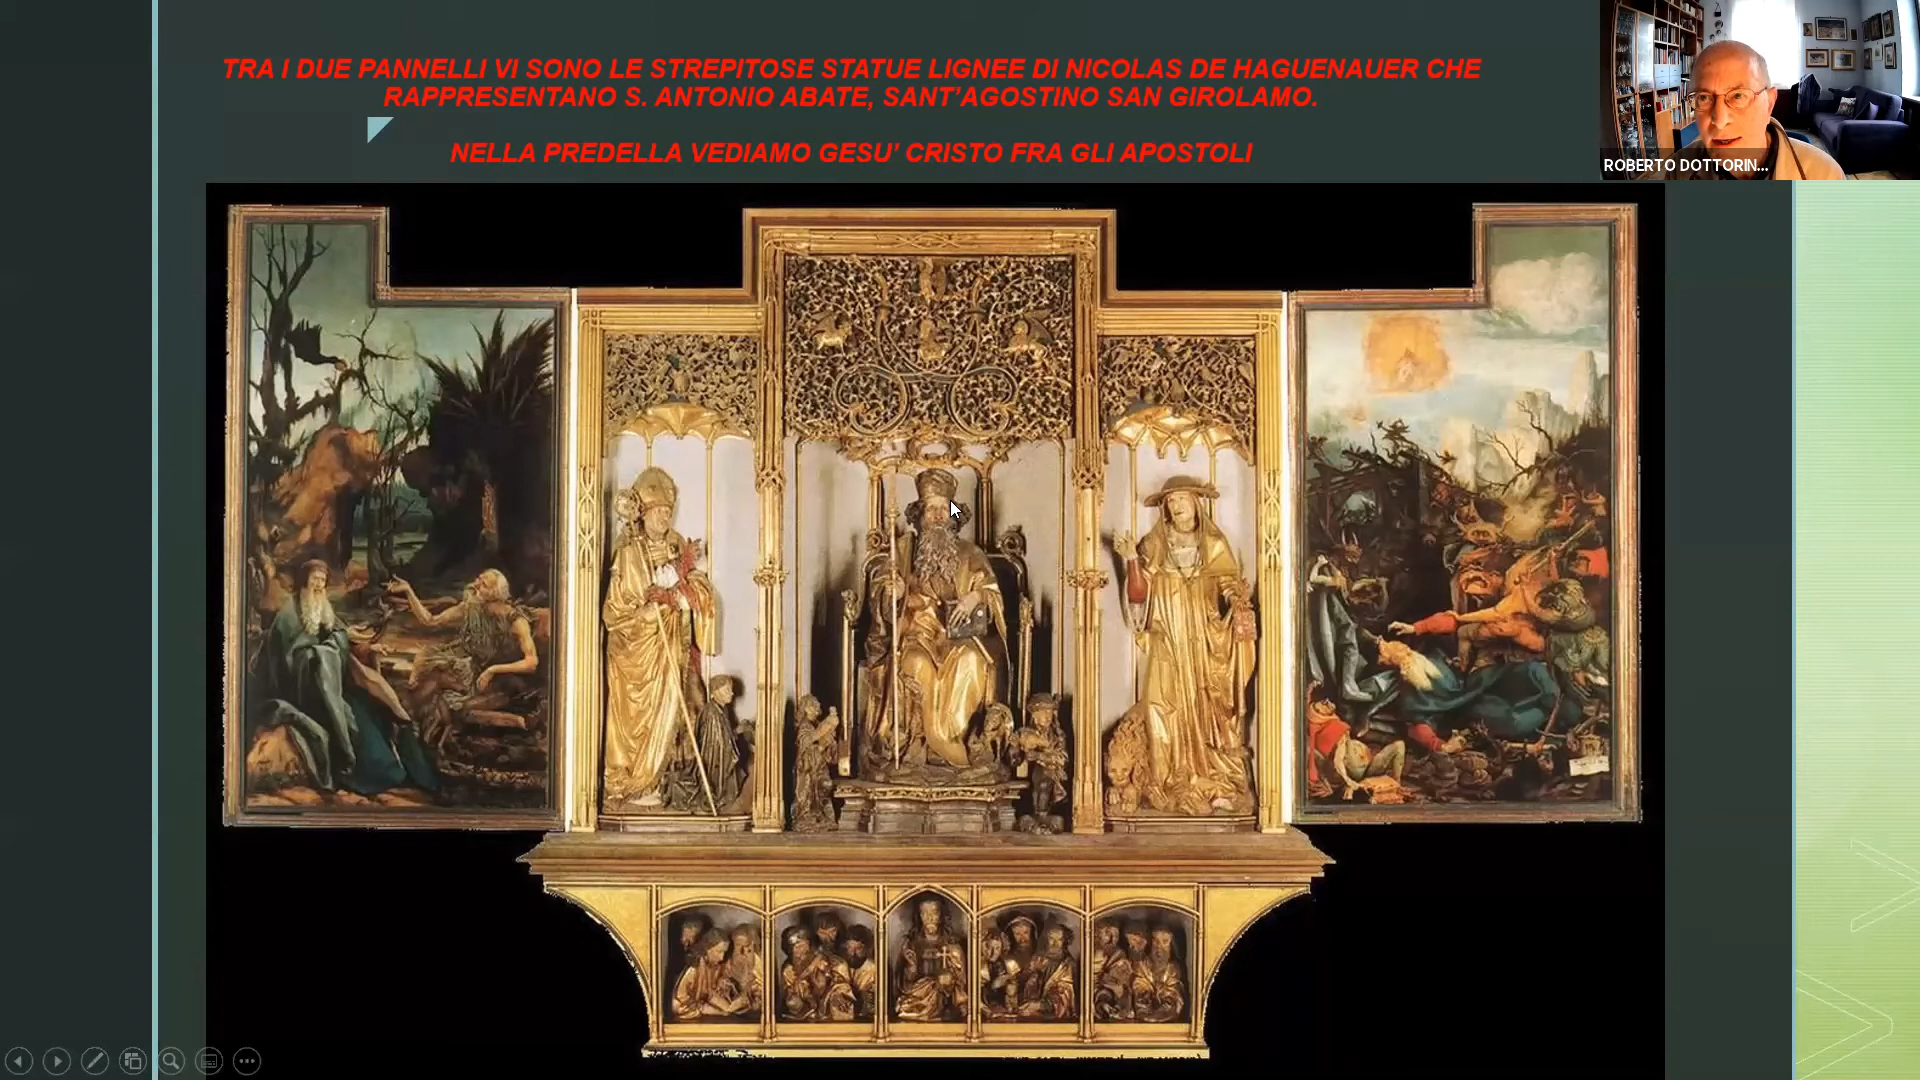 TRA I DUE PANNELLI VI SONO LE STREPITOSE STATUE LIGNEE DI NICOLAS DE HAGUENAUER CHE
RAPPRESENTANO S. ANTONIO ABATE, SANT’AGOSTINO SAN GIROLAMO.
NELLA PREDELLA VEDIAMO GESU’ CRISTO FRA GLI APOSTOLI
ROBERTO DOTTORIN...